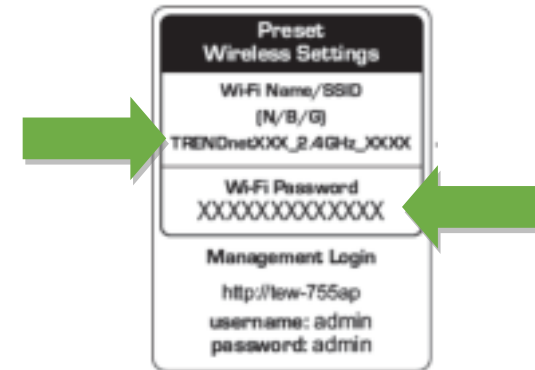 Preset
Wireless Settings
Wi-Fi Name/SSID
(N/B/G)
TRENDnetXXX_2.4GHz_XXXX
Wi-Fi Password
XXXXXXXXXXXXXX
Management Login
http://tew-755ap
username: admin
password: admin